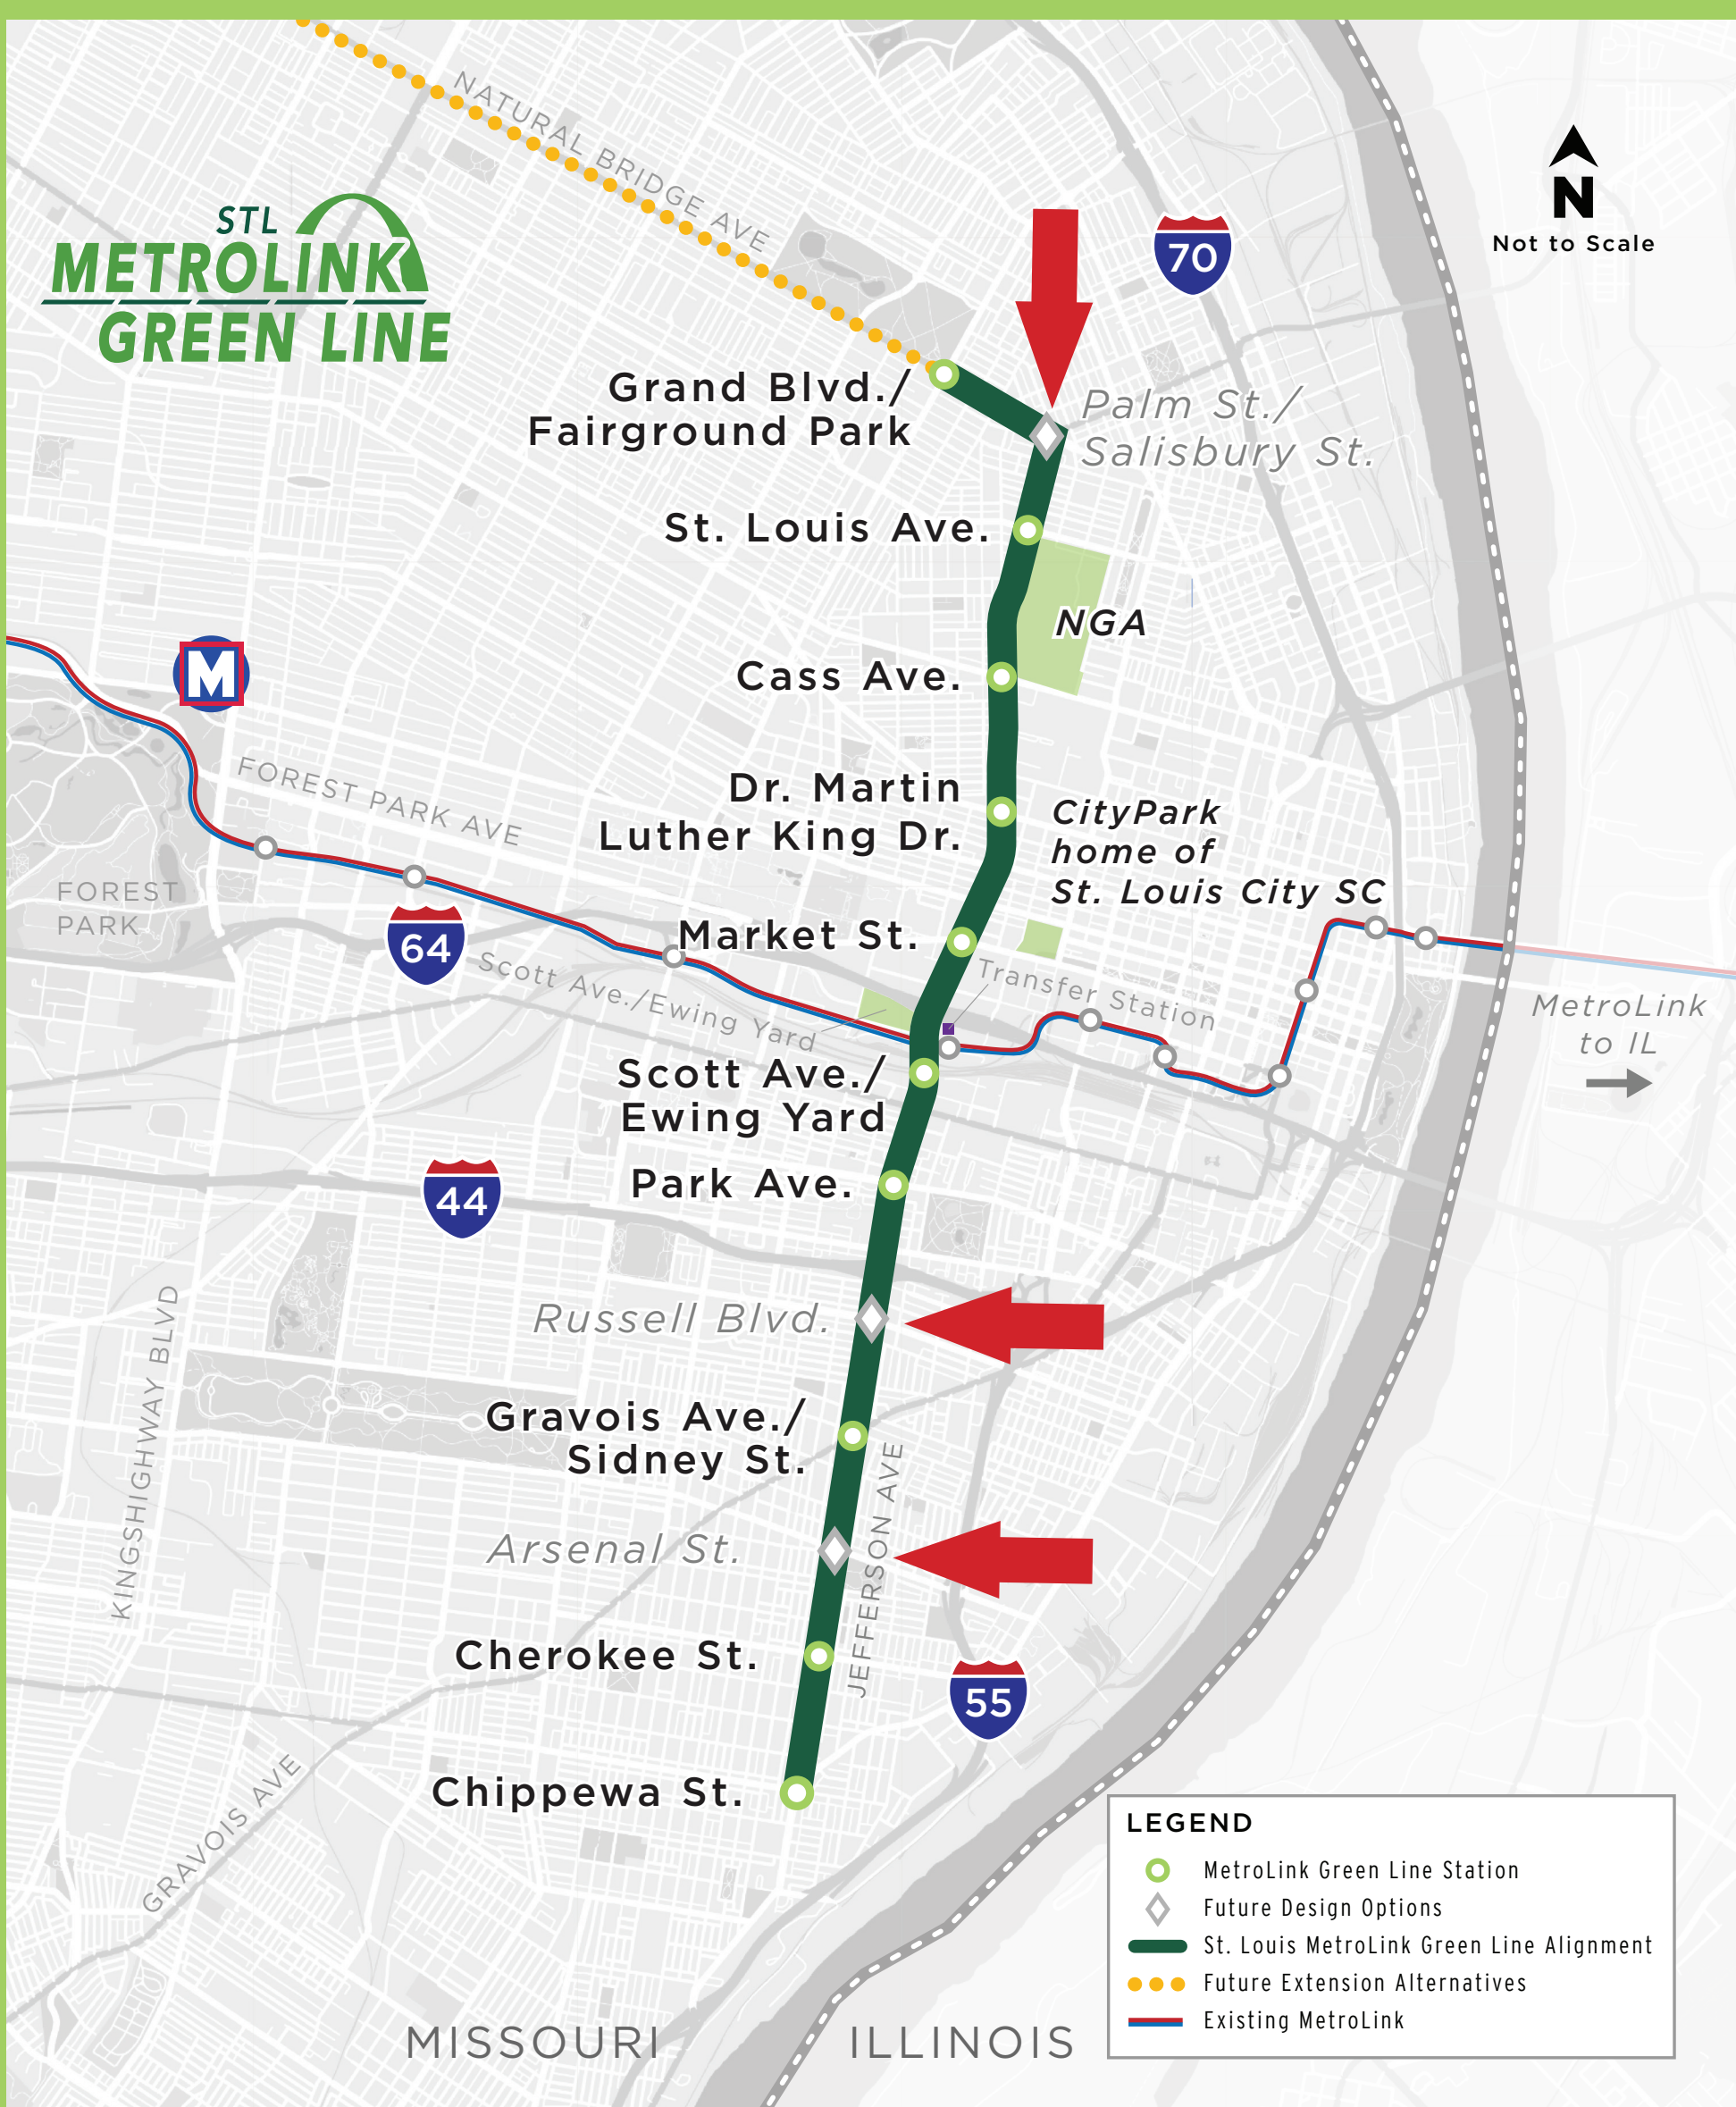 NATURAL BRIDGE AVE
STL
METROLINK
GREEN LINE
70
N
Not to Scale
Grand Blvd./
Fairground Park
Palm St./
Salisbury St.
St. Louis Ave.
NGA
M
Cass Ave.
FOREST PARK AVE
Dr. Martin
Luther King Dr.
CityPark
home of
St. Louis City SC
FOREST
PARK
64
Market St.
Scott Ave./Ewing Yard
Transfer Station
MetroLink
to IL
Scott Ave./
Ewing Yard
44
Park Ave.
Russell Blvd.
KINGSHIGHWAY BLVD
Gravois Ave./
Sidney St.
JEFFERSON AVE
Arsenal St.
Cherokee St.
55
Chippewa St.
GRAVOIS AVE
LEGEND
MetroLink Green Line Station
Future Design Options
St. Louis MetroLink Green Line Alignment
Future Extension Alternatives
Existing MetroLink
MISSOURI
ILLINOIS